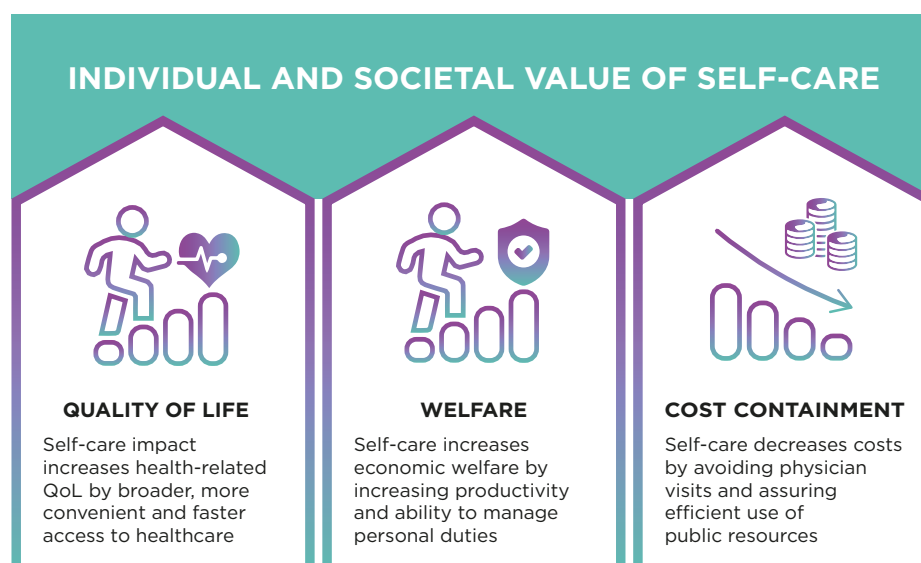 INDIVIDUAL AND SOCIETAL VALUE OF SELF-CARE
QUALITY OF LIFE
Self-care impact
increases health-related
QoL by broader, more
convenient and faster
access to healthcare
WELFARE
Self-care increases
economic welfare by
increasing productivity
and ability to manage
personal duties
COST CONTAINMENT
Self-care decreases costs
by avoiding physician
visits and assuring
efficient use of
public resources